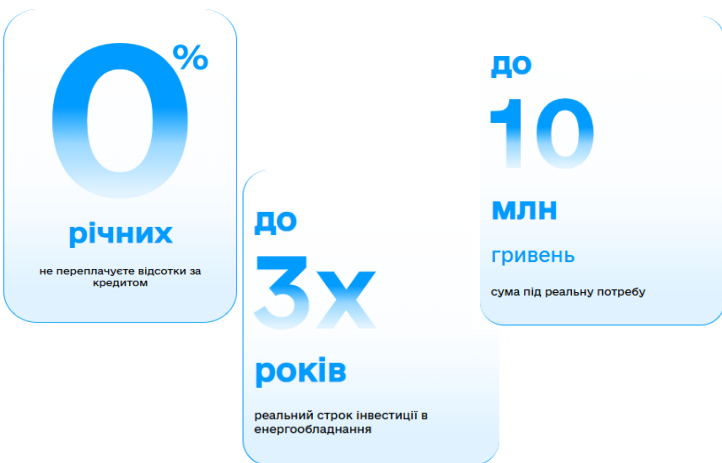 0%
річних
не переплачуєте відсотки за
кредитом
до
3х
років
реальний строк інвестиції в
енергообладнання
до
10
млн
гривень
сума під реальну потребу